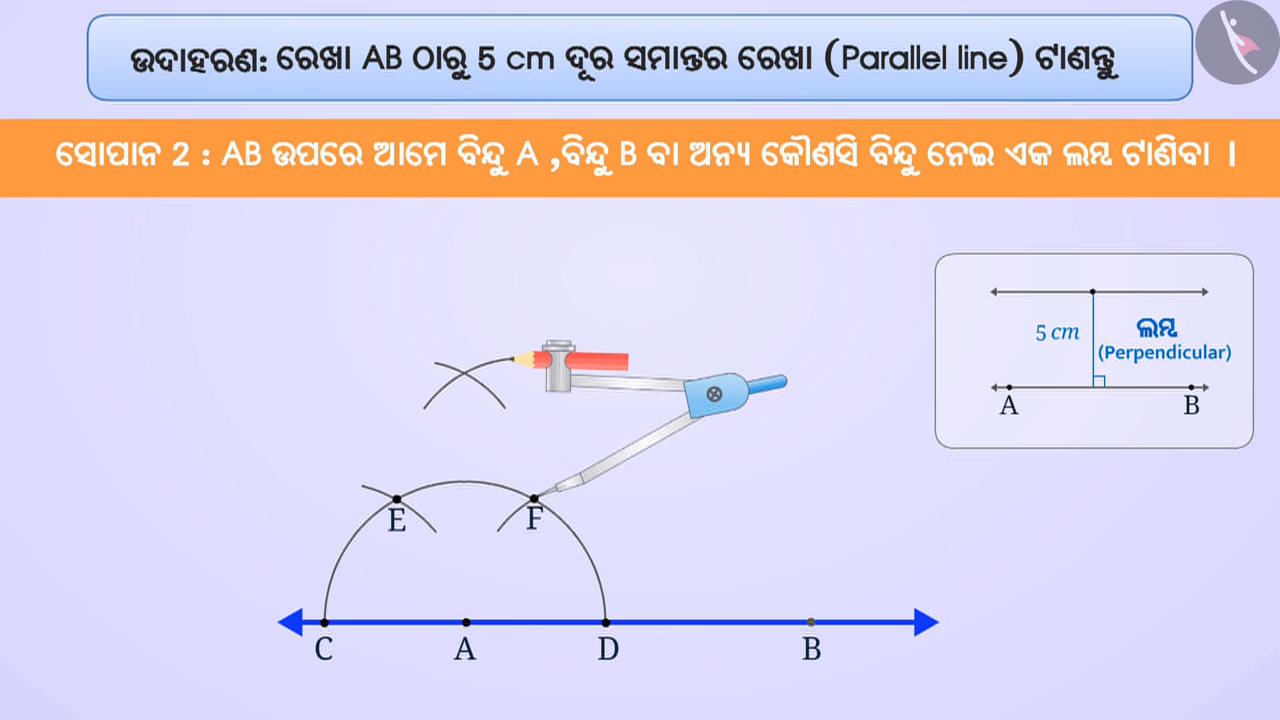 ଉଦାହରଣ: ରେଖା AB ଠାରୁ 5 cm ଦୂର ସମାନ୍ତର ରେଖା (Parallel line) ଟାଣନ୍ତୁ
ସୋପାନ 2 : AB ଉପରେ ଆମେ ବିନ୍ଦୁ A ,ବିନ୍ଦୁ B ବା ଅନ୍ୟ କୌଣସି ବିନ୍ଦୁ ନେଇ ଏକ ଲମ୍ବ ଟାଣିବା ।
5 cm
ଲମ୍ବ
(Perpendicular)
A B
E F
C A D B